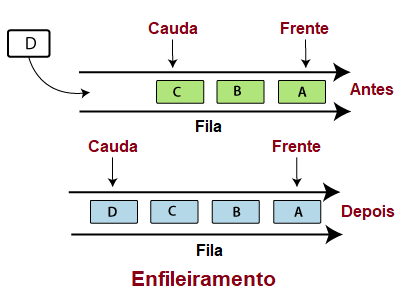 D
Cauda Frente
C B A
Antes
Fila
Cauda Frente
D C B A
Depois
Fila
Enfileiramento